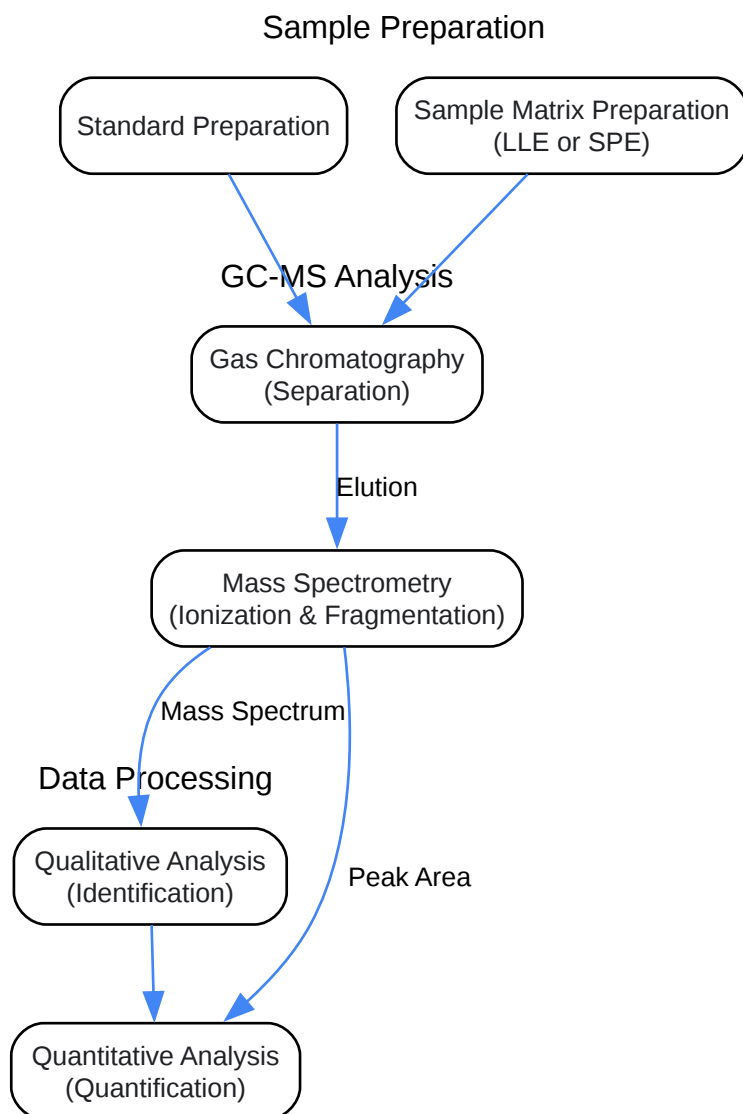 Sample Preparation
Standard Preparation
Sample Matrix Preparation
(LLE or SPE)
GC-MS Analysis
Gas Chromatography
(Separation)
Elution
Mass Spectrometry
(Ionization & Fragmentation)
Mass Spectrum
Data Processing
Qualitative Analysis
(Identification)
Peak Area
Quantitative Analysis
(Quantification)